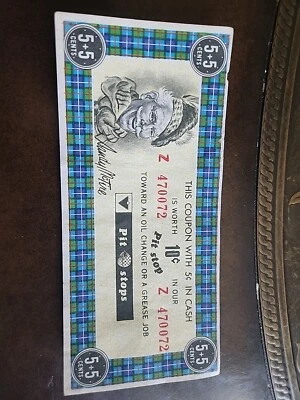 5+5
CENTS
5+5
CENTS
THIS COUPON WITH 5¢ IN CASH
Z 470072
IS WORTH 10¢ IN OUR
Pit stop
Z 470072
TOWARD AN OIL CHANGE OR A GREASE JOB
Sandy McTire
Pit stops
5+5
CENTS
5+5
CENTS